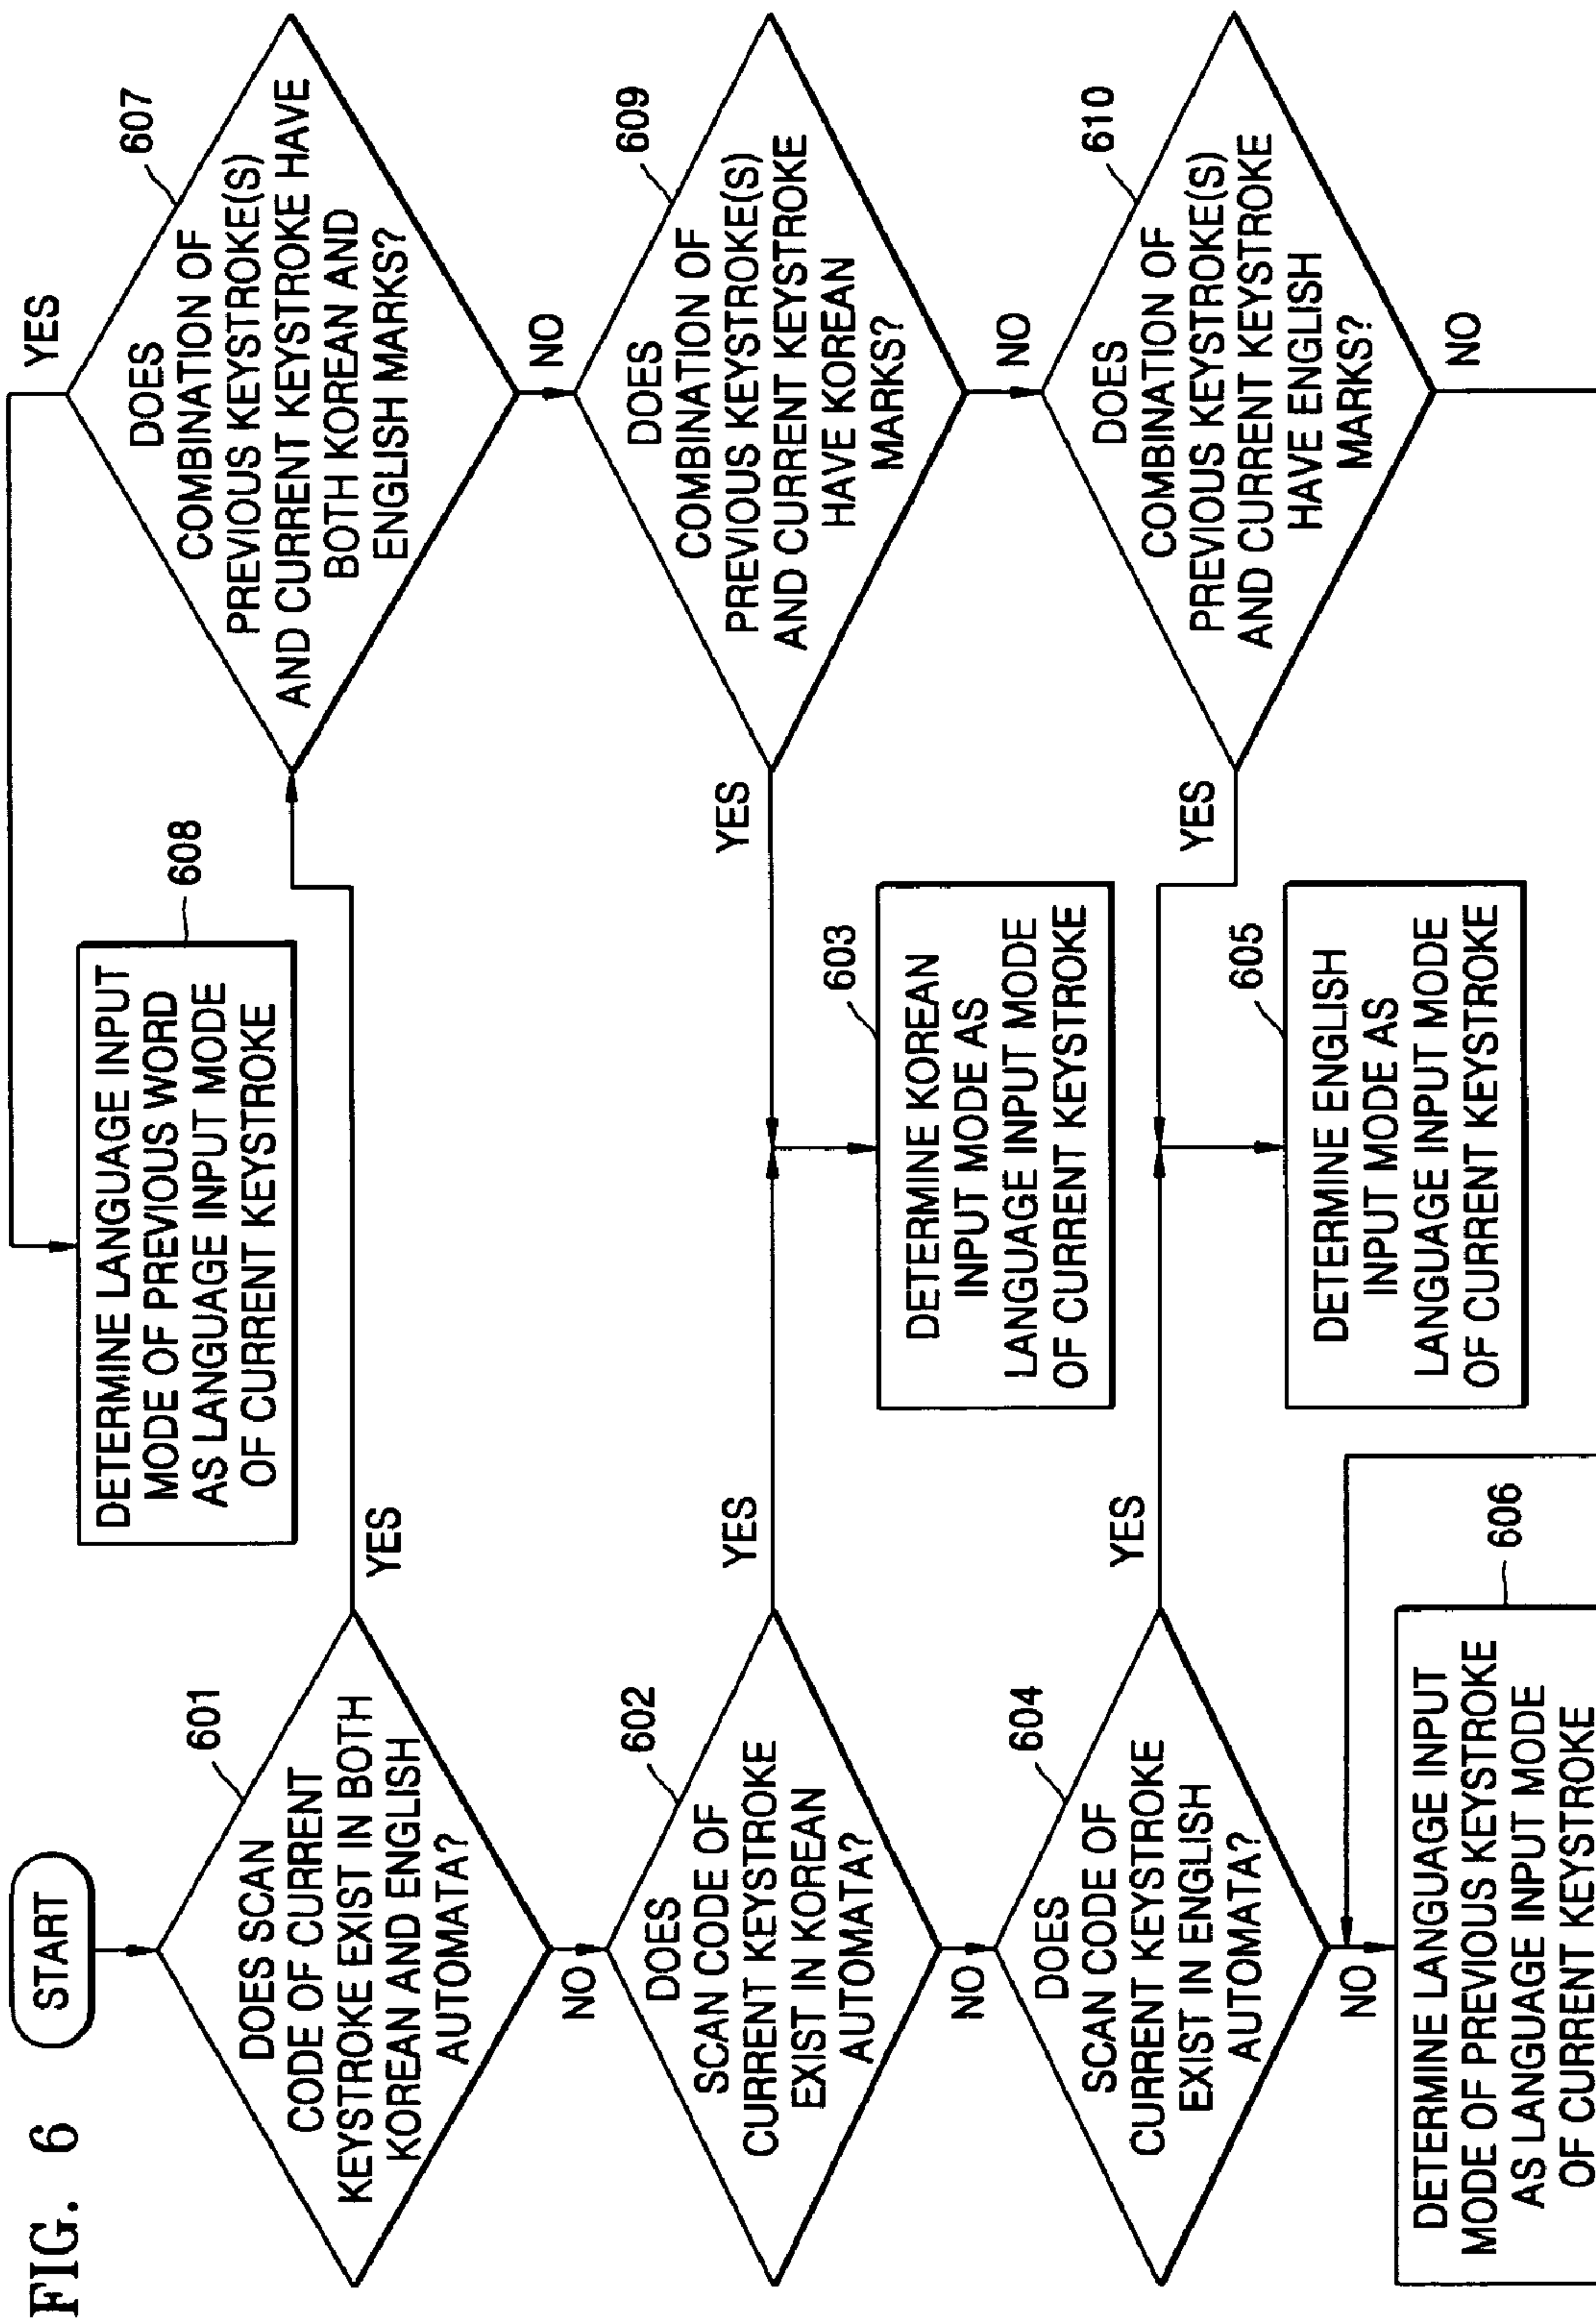 FIG. 6
START
DOES SCAN
CODE OF CURRENT
KEYSTROKE EXIST IN BOTH
KOREAN AND ENGLISH
AUTOMATA?
601
YES
NO
DOES
SCAN CODE OF
CURRENT KEYSTROKE
EXIST IN KOREAN
AUTOMATA?
602
YES
NO
DOES
SCAN CODE OF
CURRENT KEYSTROKE
EXIST IN ENGLISH
AUTOMATA?
604
YES
NO
DETERMINE LANGUAGE INPUT
MODE OF PREVIOUS KEYSTROKE
AS LANGUAGE INPUT MODE
OF CURRENT KEYSTROKE
606
DETERMINE LANGUAGE INPUT
MODE OF PREVIOUS WORD
AS LANGUAGE INPUT MODE
OF CURRENT KEYSTROKE
608
DETERMINE KOREAN
INPUT MODE AS
LANGUAGE INPUT MODE
OF CURRENT KEYSTROKE
603
DETERMINE ENGLISH
INPUT MODE AS
LANGUAGE INPUT MODE
OF CURRENT KEYSTROKE
605
YES
DOES
COMBINATION OF
PREVIOUS KEYSTROKE(S)
AND CURRENT KEYSTROKE HAVE
BOTH KOREAN AND
ENGLISH MARKS?
607
NO
DOES
COMBINATION OF
PREVIOUS KEYSTROKE(S)
AND CURRENT KEYSTROKE
HAVE KOREAN
MARKS?
609
YES
NO
DOES
COMBINATION OF
PREVIOUS KEYSTROKE(S)
AND CURRENT KEYSTROKE
HAVE ENGLISH
MARKS?
610
YES
NO